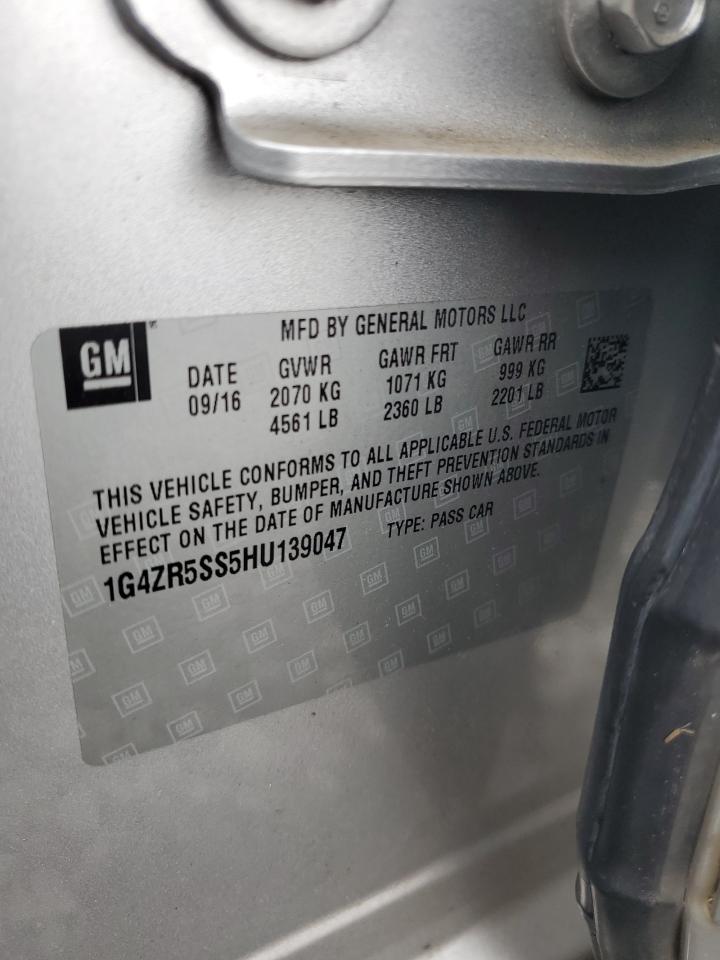 GM
MFD BY GENERAL MOTORS LLC
DATE GVWR GAWR FRT GAWR RR
09/16 2070 KG 1071 KG 999 KG
4561 LB 2360 LB 2201 LB
THIS VEHICLE CONFORMS TO ALL APPLICABLE U.S. FEDERAL MOTOR
VEHICLE SAFETY, BUMPER, AND THEFT PREVENTION STANDARDS IN
EFFECT ON THE DATE OF MANUFACTURE SHOWN ABOVE.
1G4ZR5SS5HU139047 TYPE: PASS CAR